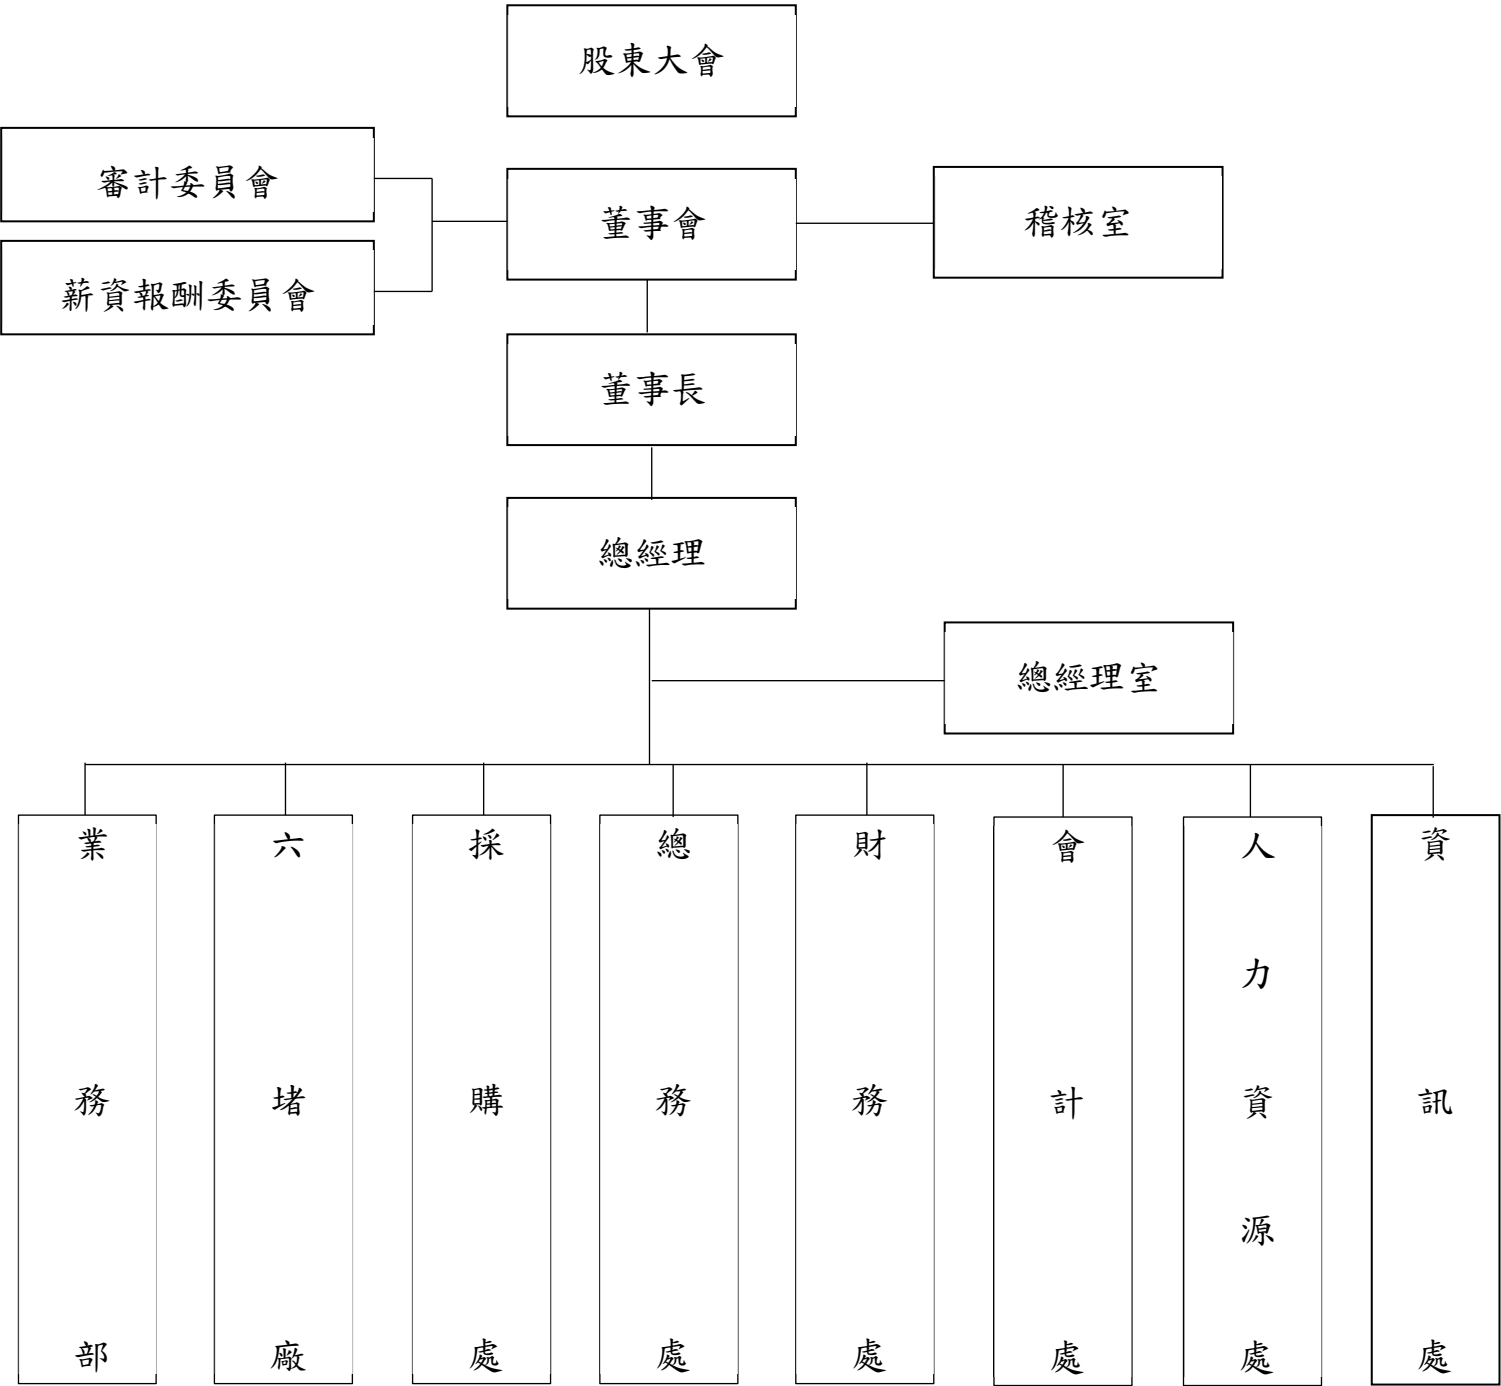 股東大會
審計委員會
董事會
稽核室
薪資報酬委員會
董事長
總經理
總經理室
業務部
六堵廠
採購處
總務處
財務處
會計處
人力資源處
資訊處